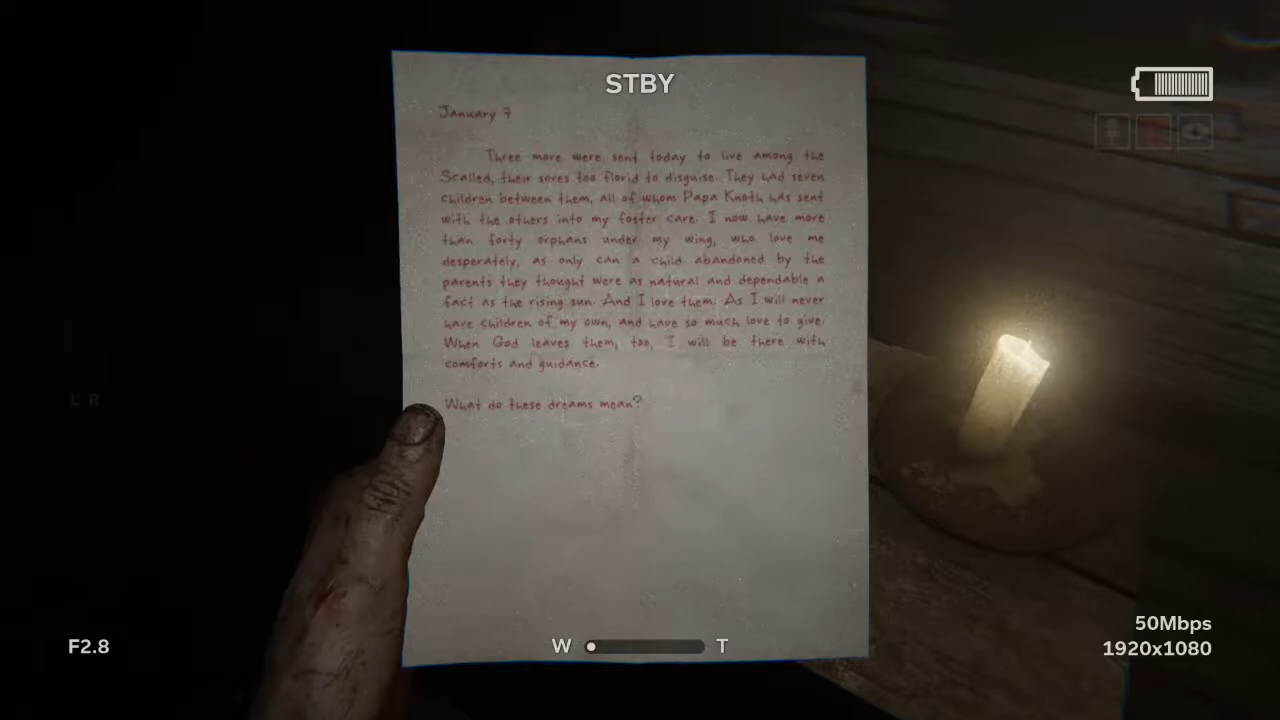 STBY
January 7
Three more were sent today to live among the
Scalled, their sores too florid to disguise. They had seven
children between them, all of whom Papa Knoth has sent
with the others into my foster care. I now have more
than forty orphans under my wing, who love me
desperately, as only can a child abandoned by the
parents they thought were as natural and dependable a
fact as the rising sun. And I love them. As I will never
have children of my own, and have so much love to give.
When God leaves them, too, I will be there with
comforts and guidance.
What do these dreams mean?
L R
F2.8
W T
50Mbps
1920x1080